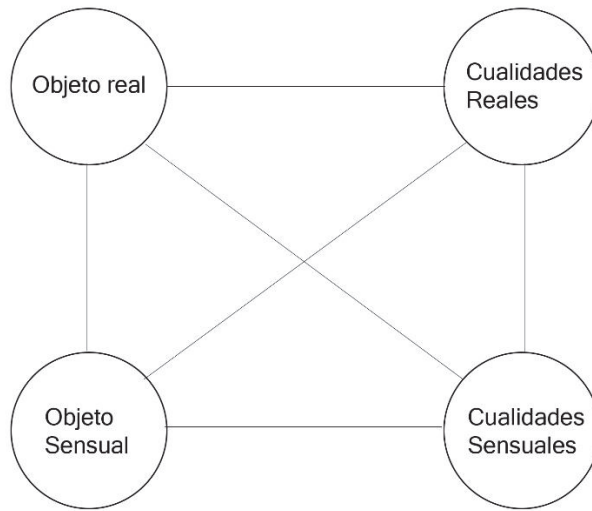 Objeto real
Cualidades
Reales
Objeto
Sensual
Cualidades
Sensuales